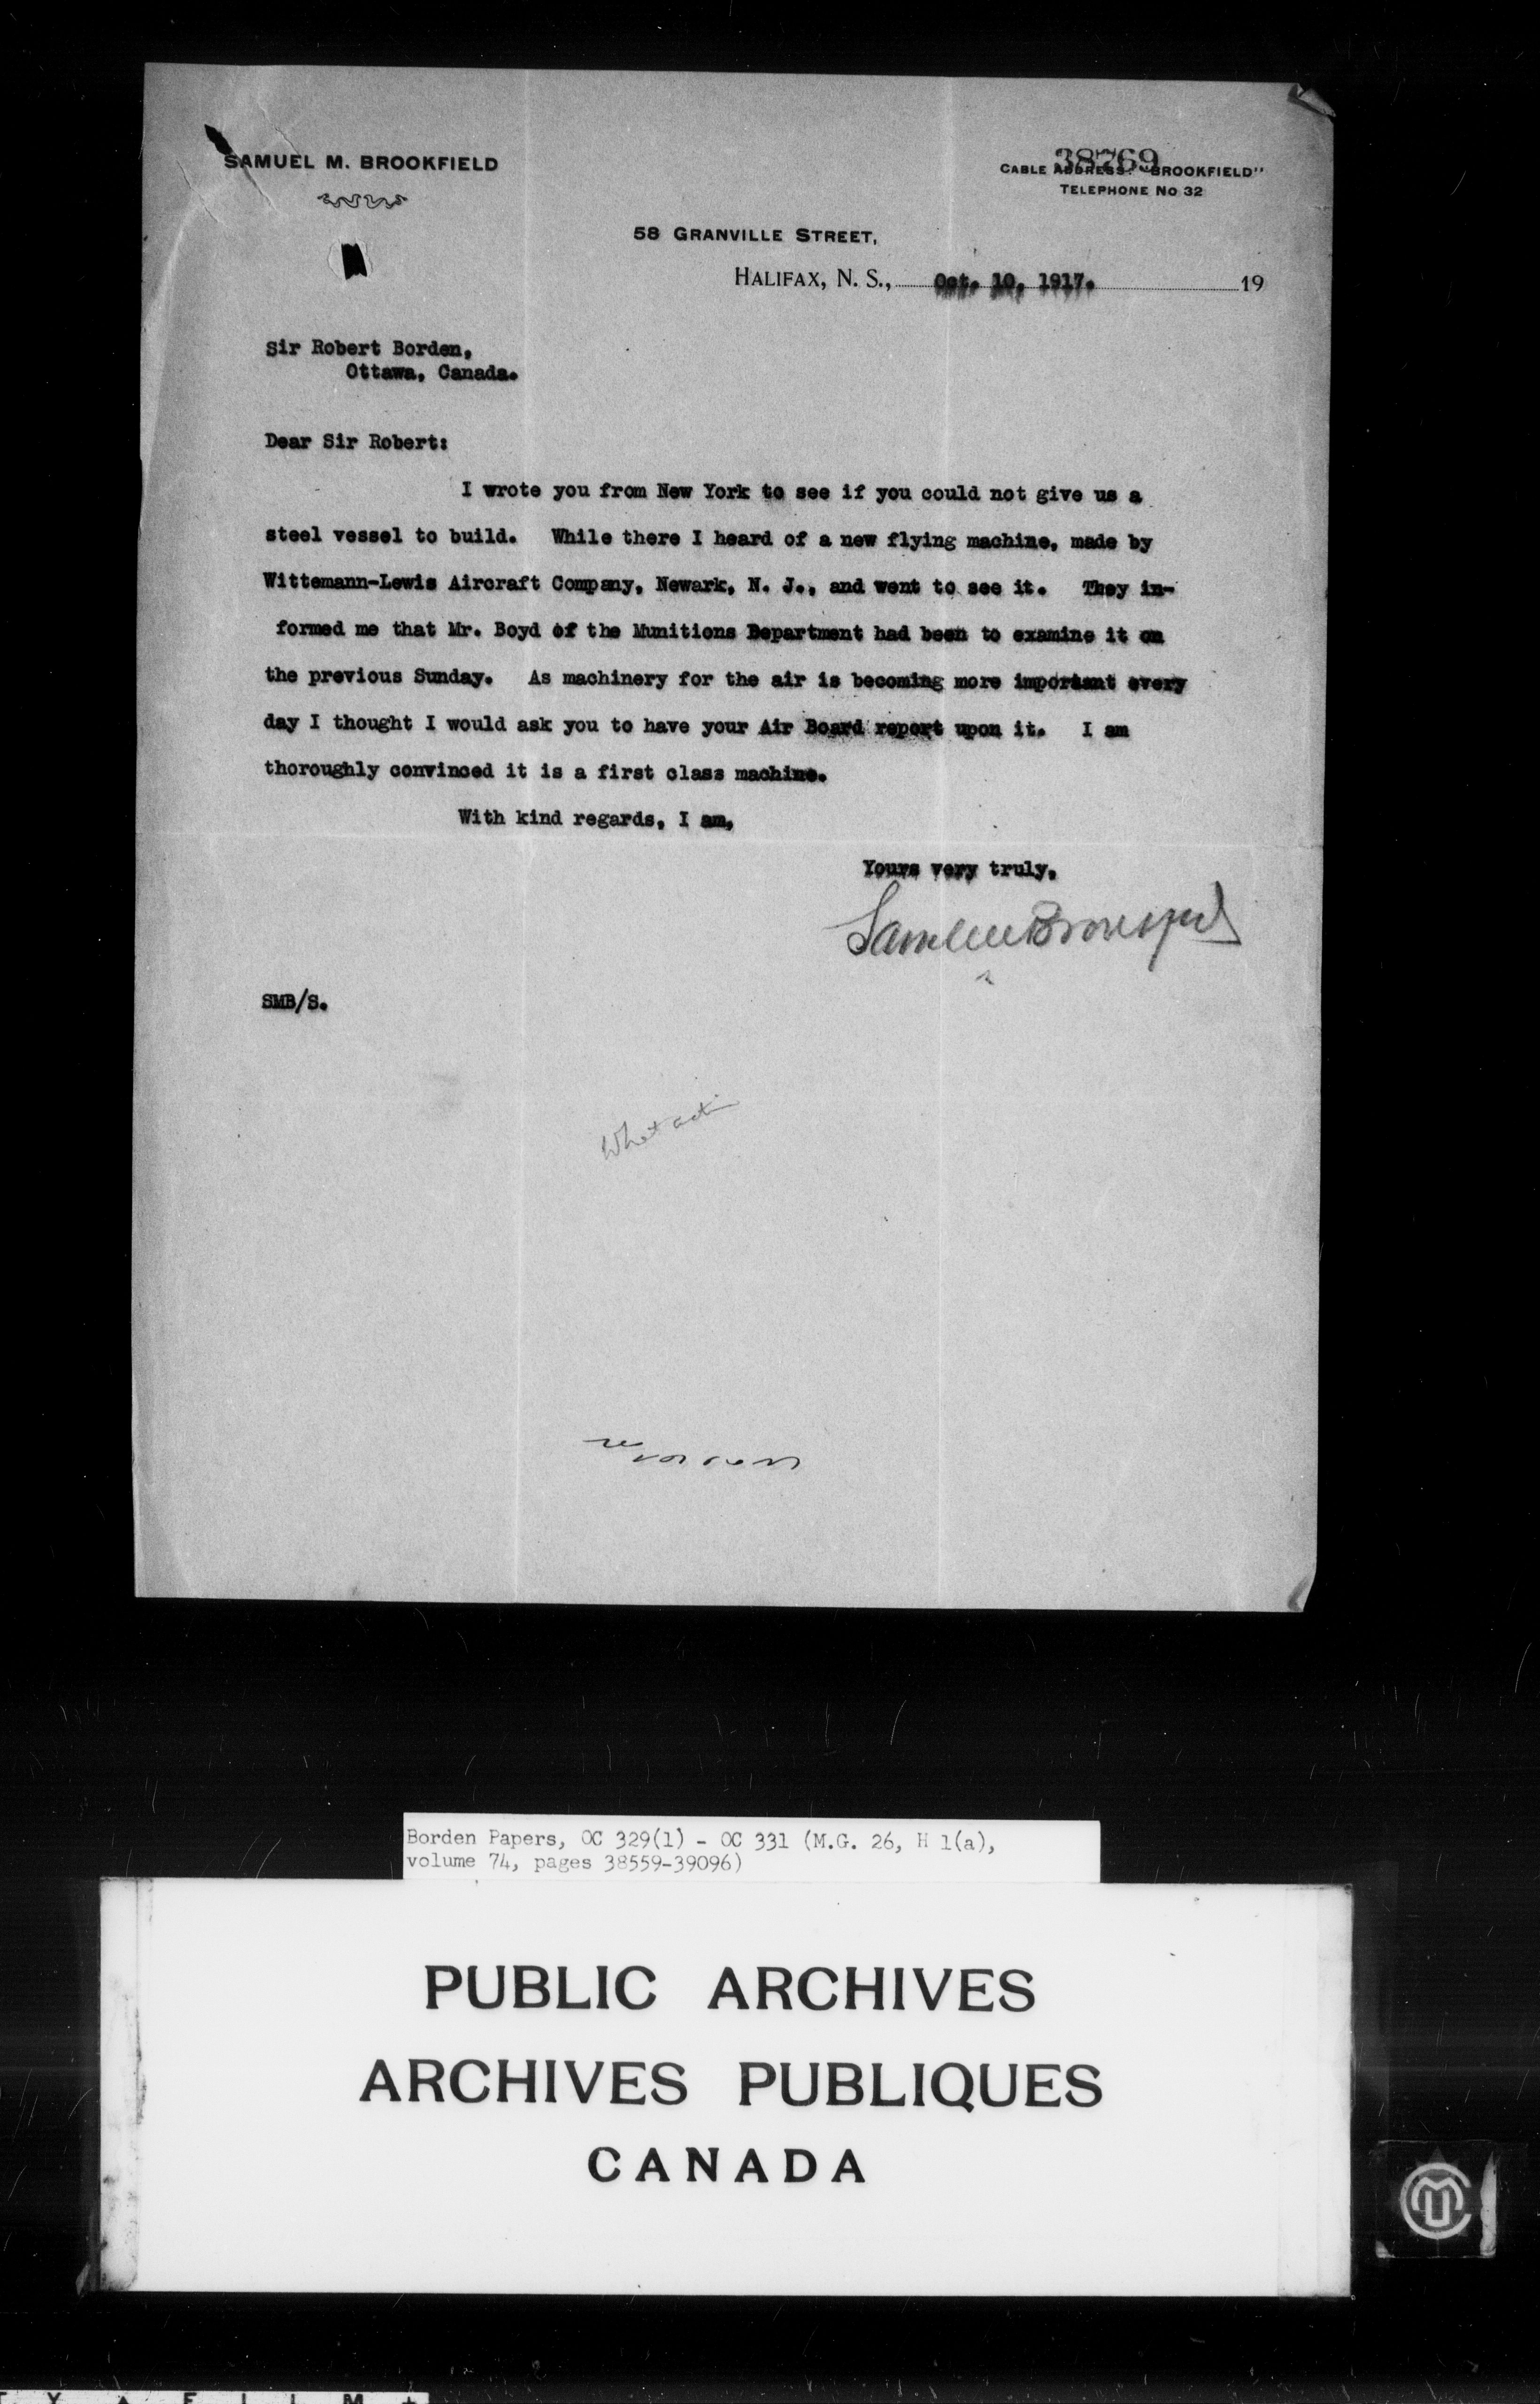 SAMUEL M. BROOKFIELD
38769
CABLE ADDRESS: "BROOKFIELD"
TELEPHONE NO 32
58 GRANVILLE STREET,
HALIFAX, N. S., Oct. 10, 1917. 19
Sir Robert Borden,
Ottawa, Canada.
Dear Sir Robert:
I wrote you from New York to see if you could not give us a
steel vessel to build. While there I heard of a new flying machine, made by
Wittemann-Lewis Aircraft Company, Newark, N. J., and went to see it. They in-
formed me that Mr. Boyd of the Munitions Department had been to examine it on
the previous Sunday. As machinery for the air is becoming more important every
day I thought I would ask you to have your Air Board report upon it. I am
thoroughly convinced it is a first class machine.
With kind regards, I am,
Yours very truly,
SMB/S.
What
Borden Papers, OC 329(1) - OC 331 (M.G. 26, H 1(a),
volume 74, pages 38559-39096)
PUBLIC ARCHIVES
ARCHIVES PUBLIQUES
CANADA